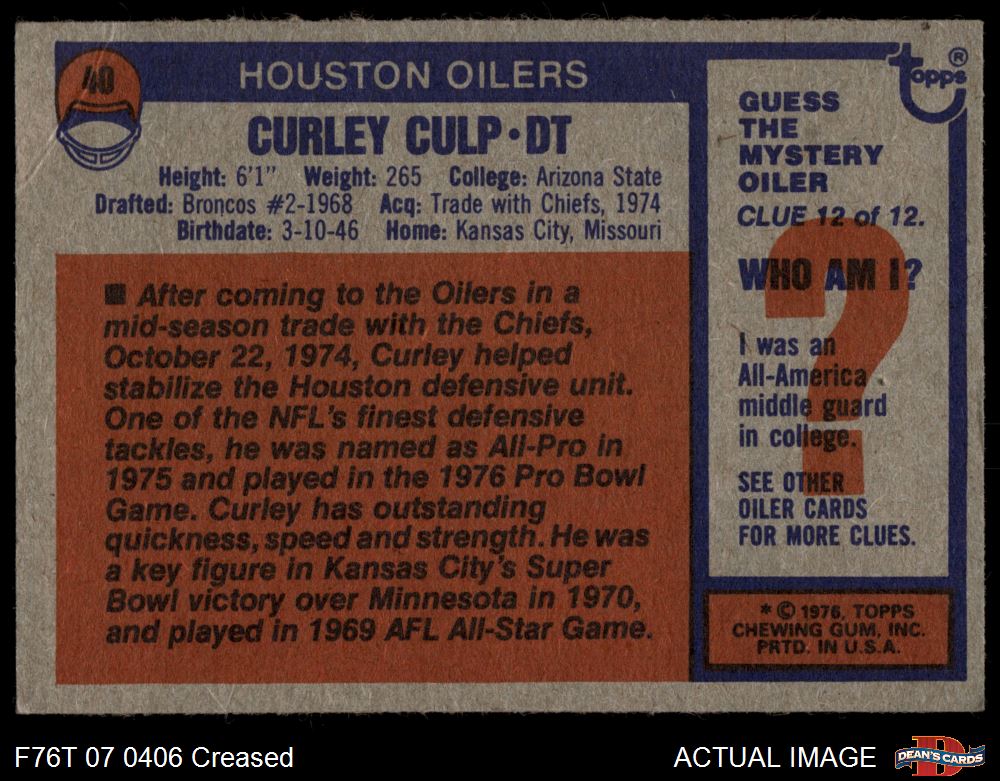 40
HOUSTON OILERS
CURLEY CULP•DT
Height: 6'1" Weight: 265 College: Arizona State
Drafted: Broncos #2-1968 Acq: Trade with Chiefs, 1974
Birthdate: 3-10-46 Home: Kansas City, Missouri
■ After coming to the Oilers in a
mid-season trade with the Chiefs,
October 22, 1974, Curley helped
stabilize the Houston defensive unit.
One of the NFL's finest defensive
tackles, he was named as All-Pro in
1975 and played in the 1976 Pro Bowl
Game. Curley has outstanding
quickness, speed and strength. He was
a key figure in Kansas City's Super
Bowl victory over Minnesota in 1970,
and played in 1969 AFL All-Star Game.
topps®
GUESS
THE
MYSTERY
OILER
CLUE 12 of 12.
WHO AM I?
?
I was an
All-America
middle guard
in college.
SEE OTHER
OILER CARDS
FOR MORE CLUES.
* © 1976, TOPPS
CHEWING GUM, INC.
PRTD. IN U.S.A.
F76T 07 0406 Creased
ACTUAL IMAGE
D
DEAN'S CARDS